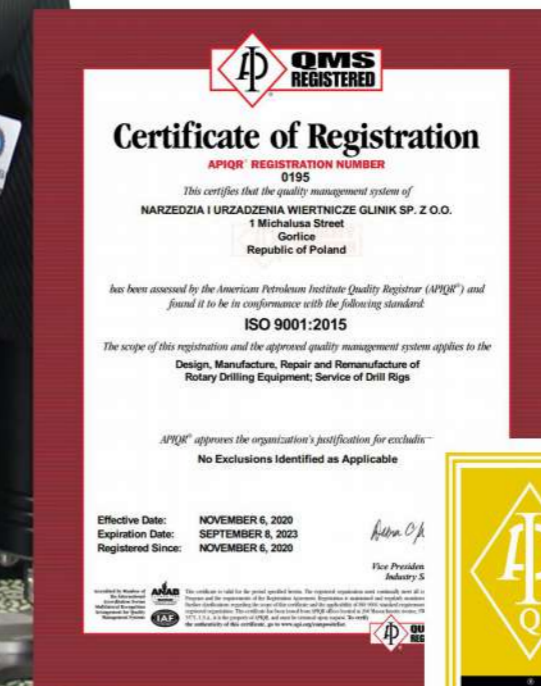 QMS
REGISTERED
Certificate of Registration
APIQR® REGISTRATION NUMBER
0195
This certifies that the quality management system of
NARZEDZIA I URZADZENIA WIERTNICZE GLINIK SP. Z O.O.
1 Michalusa Street
Gorlice
Republic of Poland
has been assessed by the American Petroleum Institute Quality Registrar (APIQR®) and
found it to be in conformance with the following standard:
ISO 9001:2015
The scope of this registration and the approved quality management system applies to the
Design, Manufacture, Repair and Remanufacture of
Rotary Drilling Equipment; Service of Drill Rigs
APIQR® approves the organization's justification for
No Exclusions Identified as Applicable
Effective Date: NOVEMBER 6, 2020
Expiration Date: SEPTEMBER 8, 2023
Registered Since: NOVEMBER 6, 2020
Vice
Industry
ANAB
IAF